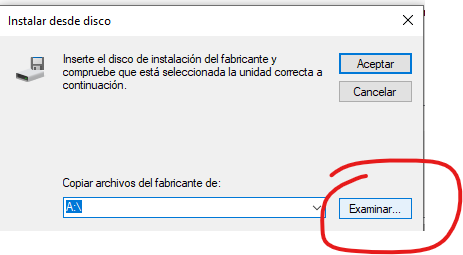 Instalar desde disco
Inserte el disco de instalación del fabricante y
compruebe que está seleccionada la unidad correcta a
continuación.
Aceptar
Cancelar
Copiar archivos del fabricante de:
A:\
Examinar...